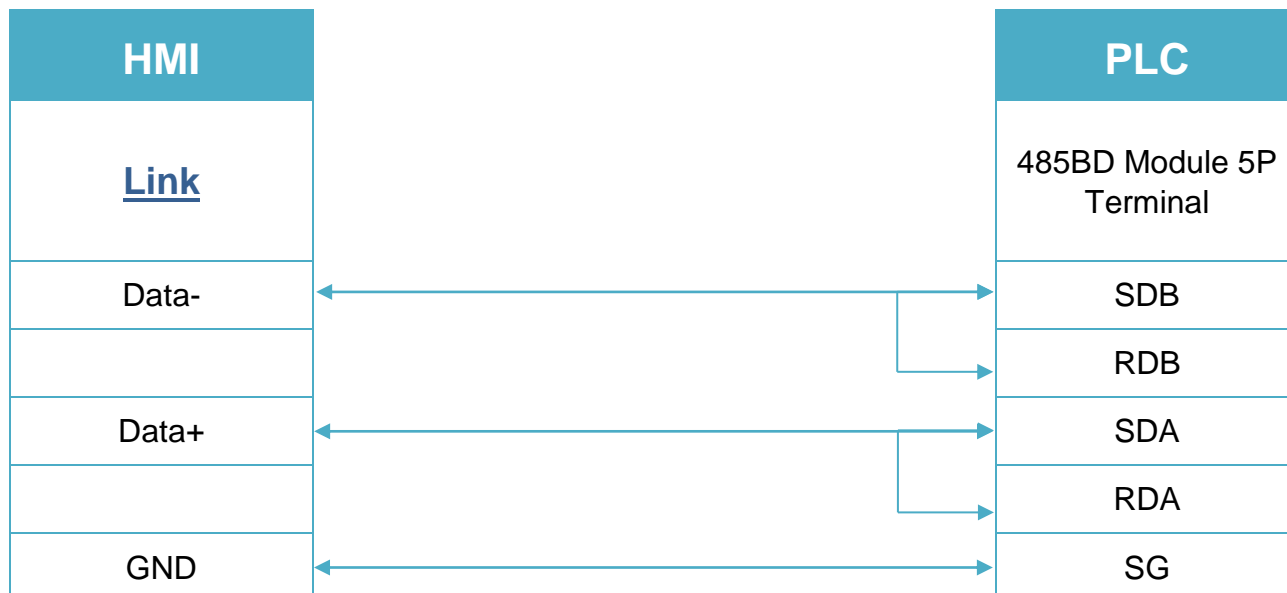 HMI
PLC
Link
485BD Module 5P
Terminal
Data-
SDB
RDB
Data+
SDA
RDA
GND
SG